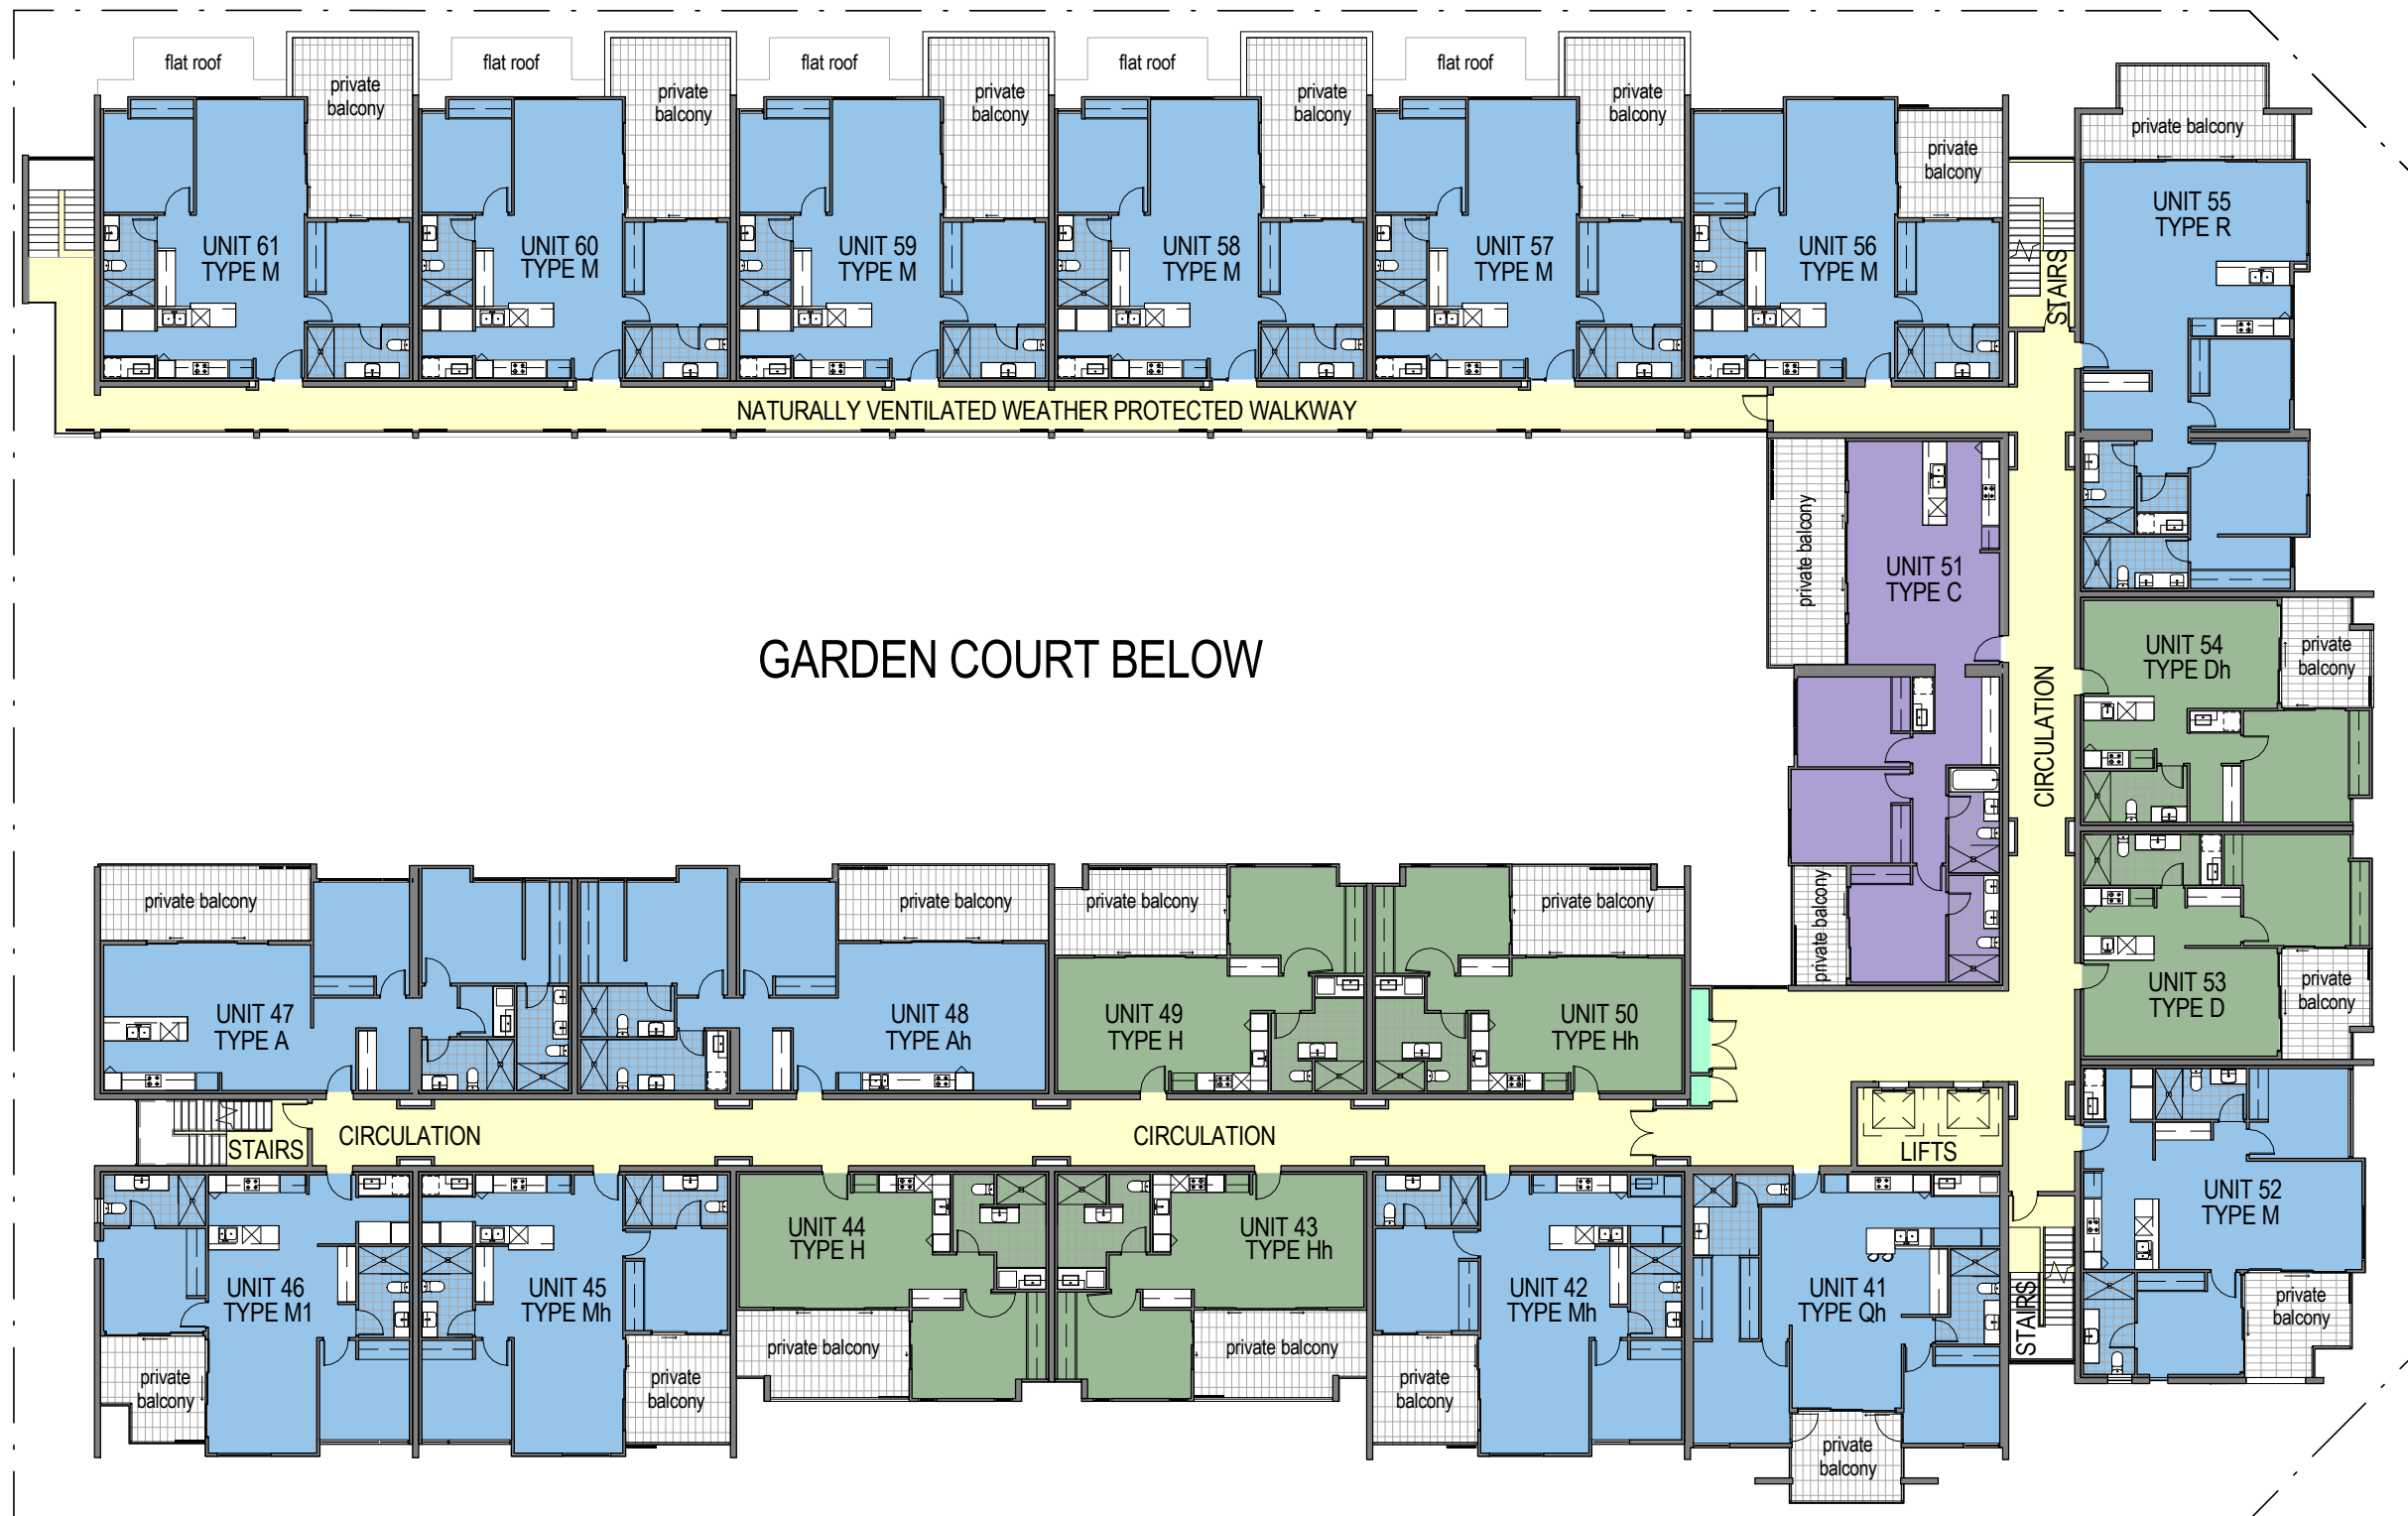 flat roof
flat roof
flat roof
flat roof
flat roof
private
balcony
private
balcony
private
balcony
private
balcony
private
balcony
private
balcony
private balcony
UNIT 61
TYPE M
UNIT 60
TYPE M
UNIT 59
TYPE M
UNIT 58
TYPE M
UNIT 57
TYPE M
UNIT 56
TYPE M
STAIRS
UNIT 55
TYPE R
NATURALLY VENTILATED WEATHER PROTECTED WALKWAY
private balcony
UNIT 51
TYPE C
GARDEN COURT BELOW
CIRCULATION
UNIT 54
TYPE Dh
private
balcony
private balcony
private balcony
private balcony
private balcony
private balcony
UNIT 47
TYPE A
UNIT 48
TYPE Ah
UNIT 49
TYPE H
UNIT 50
TYPE Hh
UNIT 53
TYPE D
private
balcony
STAIRS
CIRCULATION
CIRCULATION
LIFTS
UNIT 46
TYPE M1
UNIT 45
TYPE Mh
UNIT 44
TYPE H
UNIT 43
TYPE Hh
UNIT 42
TYPE Mh
UNIT 41
TYPE Qh
STAIRS
UNIT 52
TYPE M
private
balcony
private
balcony
private
balcony
private balcony
private balcony
private
balcony
private
balcony